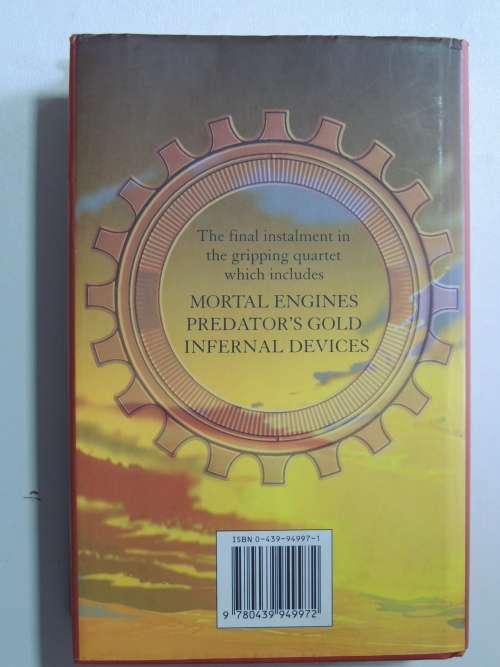 The final instalment in
the gripping quartet
which includes
MORTAL ENGINES
PREDATOR'S GOLD
INFERNAL DEVICES
ISBN 0-439-94997-1
9 780439 949972